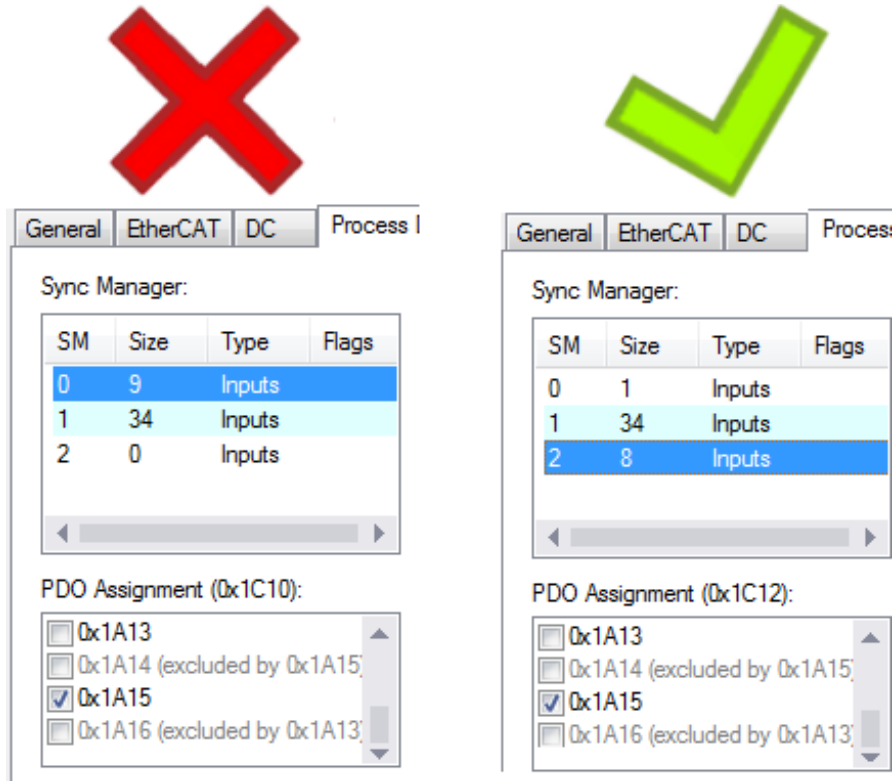 General EtherCAT DC Process
Sync Manager:
SM Size Type Flags
0 9 Inputs
1 34 Inputs
2 0 Inputs
PDO Assignment (0x1C10):
0x1A13
0x1A14 (excluded by 0x1A15)
0x1A15
0x1A16 (excluded by 0x1A13)
General EtherCAT DC Process
Sync Manager:
SM Size Type Flags
0 1 Inputs
1 34 Inputs
2 8 Inputs
PDO Assignment (0x1C12):
0x1A13
0x1A14 (excluded by 0x1A15)
0x1A15
0x1A16 (excluded by 0x1A13)